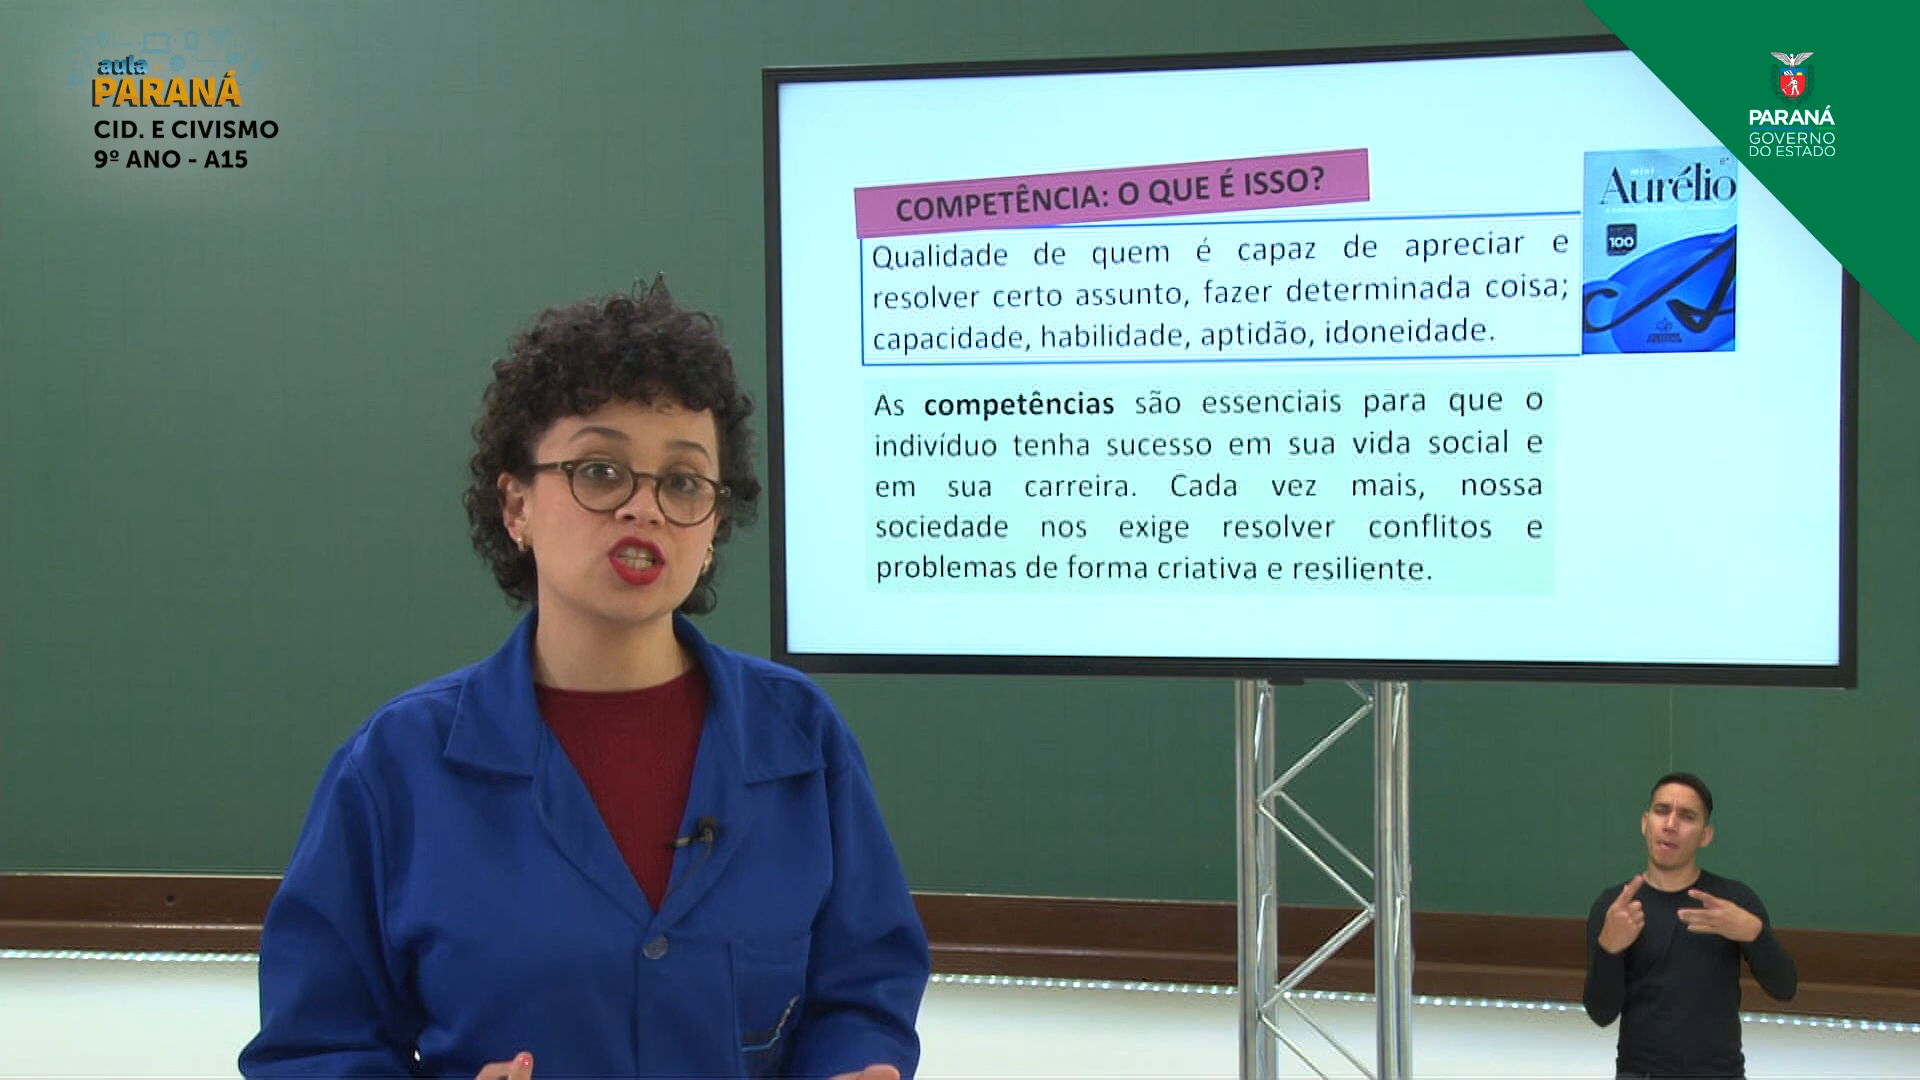 aula
PARANÁ
CID. E CIVISMO
9º ANO - A15
PARANÁ
GOVERNO
DO ESTADO
COMPETÊNCIA: O QUE É ISSO?
Qualidade de quem é capaz de apreciar e
resolver certo assunto, fazer determinada coisa;
capacidade, habilidade, aptidão, idoneidade.
mini
Aurélio
100
As competências são essenciais para que o
indivíduo tenha sucesso em sua vida social e
em sua carreira. Cada vez mais, nossa
sociedade nos exige resolver conflitos e
problemas de forma criativa e resiliente.